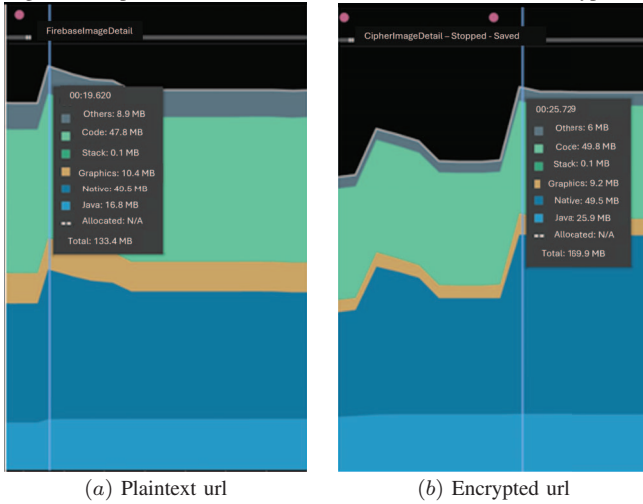 FirebaseImageDetail
00:19.620
Others: 8.9 MB
Code: 47.8 MB
Stack: 0.1 MB
Graphics: 10.4 MB
Native: 49.5 MB
Java: 16.8 MB
Allocated: N/A
Total: 133.4 MB
(a) Plaintext url
CipherImageDetail – Stopped - Saved
00:25.729
Others: 6 MB
Code: 49.8 MB
Stack: 0.1 MB
Graphics: 9.2 MB
Native: 49.5 MB
Java: 25.9 MB
Allocated: N/A
Total: 169.9 MB
(b) Encrypted url